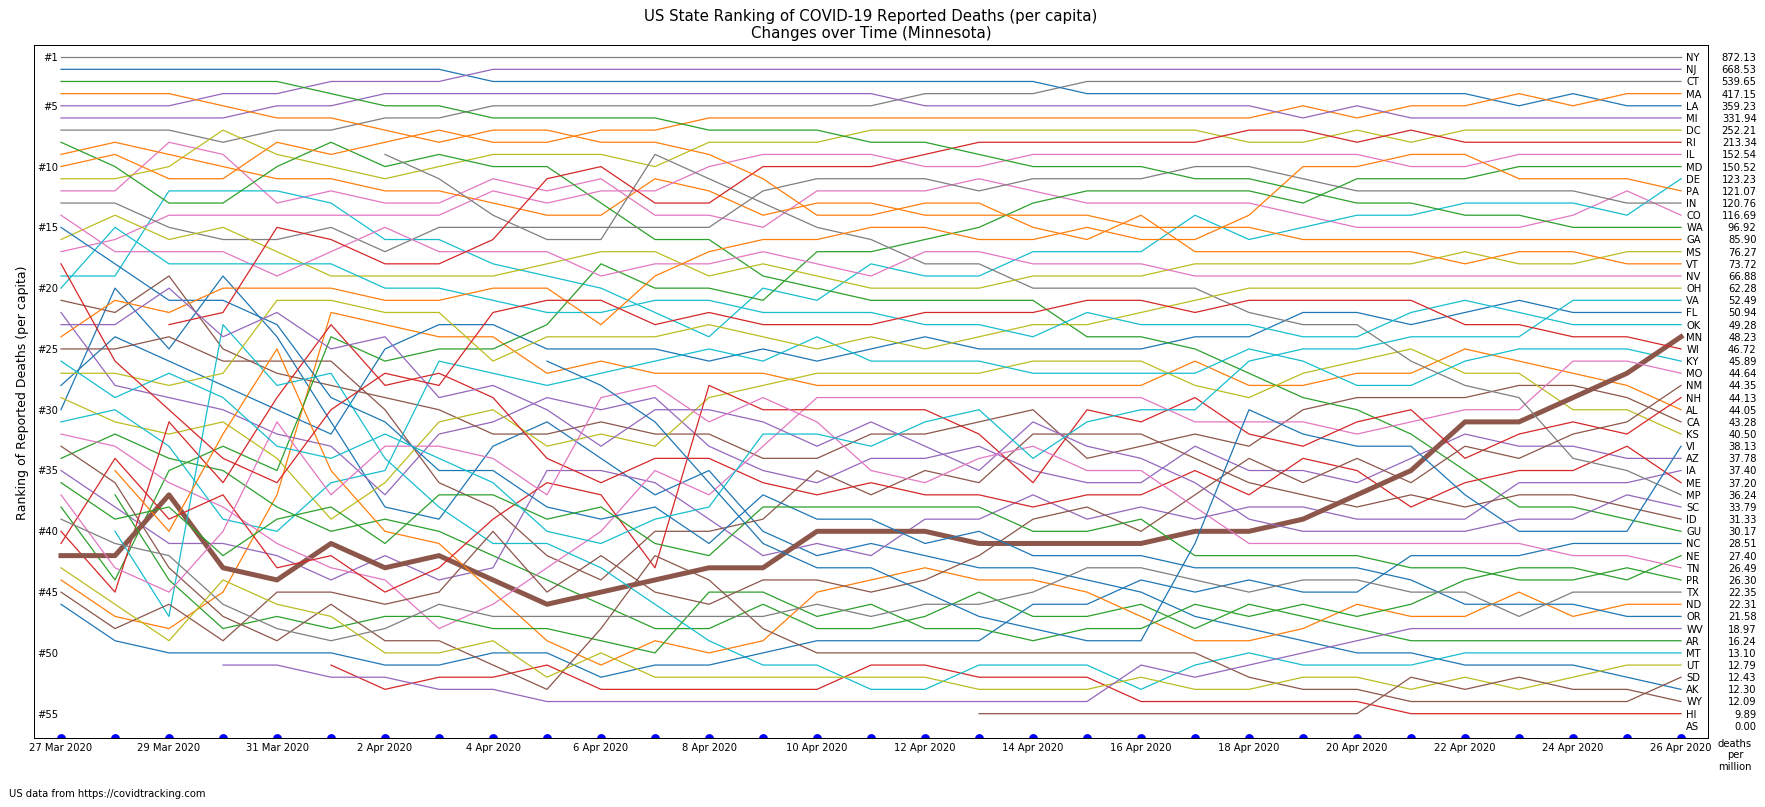 US State Ranking of COVID-19 Reported Deaths (per capita)
Changes over Time (Minnesota)
Ranking of Reported Deaths (per capita)
#1
#5
#10
#15
#20
#25
#30
#35
#40
#45
#50
#55
NY 872.13
NJ 668.53
CT 539.65
MA 417.15
LA 359.23
MI 331.94
DC 252.21
RI 213.34
IL 152.54
MD 150.52
DE 123.23
PA 121.07
IN 120.76
CO 116.69
WA 96.92
GA 85.90
MS 76.27
VT 73.72
NV 66.88
OH 62.28
VA 52.49
FL 50.94
OK 49.28
MN 48.23
WI 46.72
KY 45.89
MO 44.64
NM 44.35
NH 44.13
AL 44.05
CA 43.28
KS 40.50
VI 38.13
AZ 37.78
IA 37.40
ME 37.20
MP 36.24
SC 33.79
ID 31.33
GU 30.17
NC 28.51
NE 27.40
TN 26.49
PR 26.30
TX 22.35
ND 22.31
OR 21.58
WV 18.97
AR 16.24
MT 13.10
UT 12.79
SD 12.43
AK 12.30
WY 12.09
HI 9.89
AS 0.00
27 Mar 2020 29 Mar 2020 31 Mar 2020 2 Apr 2020 4 Apr 2020 6 Apr 2020 8 Apr 2020 10 Apr 2020 12 Apr 2020 14 Apr 2020 16 Apr 2020 18 Apr 2020 20 Apr 2020 22 Apr 2020 24 Apr 2020 26 Apr 2020
deaths
per
million
US data from https://covidtracking.com